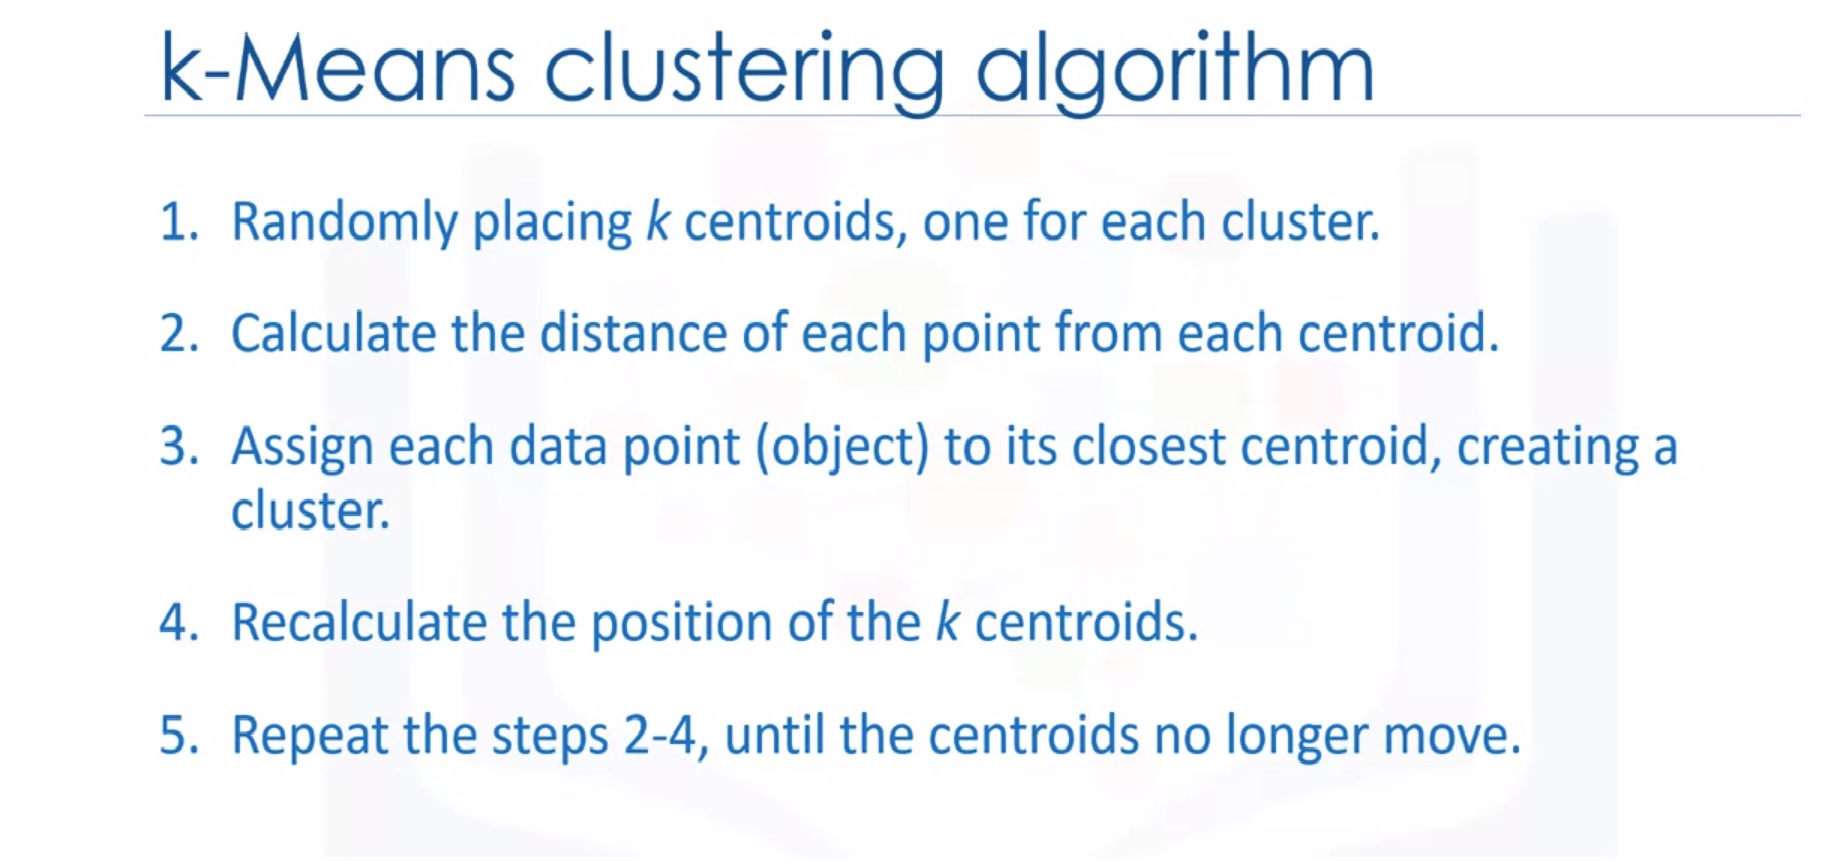 k-Means clustering algorithm
1. Randomly placing k centroids, one for each cluster.
2. Calculate the distance of each point from each centroid.
3. Assign each data point (object) to its closest centroid, creating a
cluster.
4. Recalculate the position of the k centroids.
5. Repeat the steps 2-4, until the centroids no longer move.